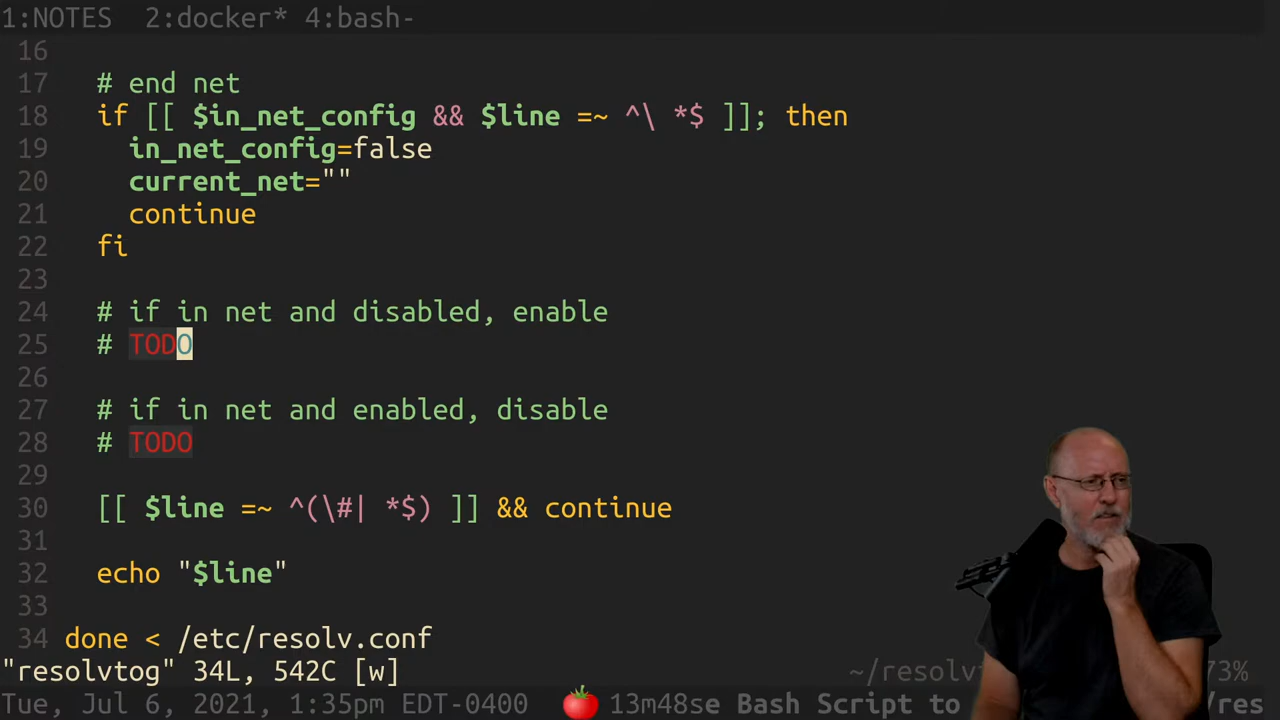 1:NOTES 2:docker* 4:bash-
16
17 # end net
18 if [[ $in_net_config && $line =~ ^\ *$ ]]; then
19 in_net_config=false
20 current_net=""
21 continue
22 fi
23
24 # if in net and disabled, enable
25 # TODO
26
27 # if in net and enabled, disable
28 # TODO
29
30 [[ $line =~ ^(\#| *$) ]] && continue
31
32 echo "$line"
33
34 done < /etc/resolv.conf
"resolvtog" 34L, 542C [w] ~/resolv 73%
Tue, Jul 6, 2021, 1:35pm EDT-0400 🍅 13m48se Bash Script to /res